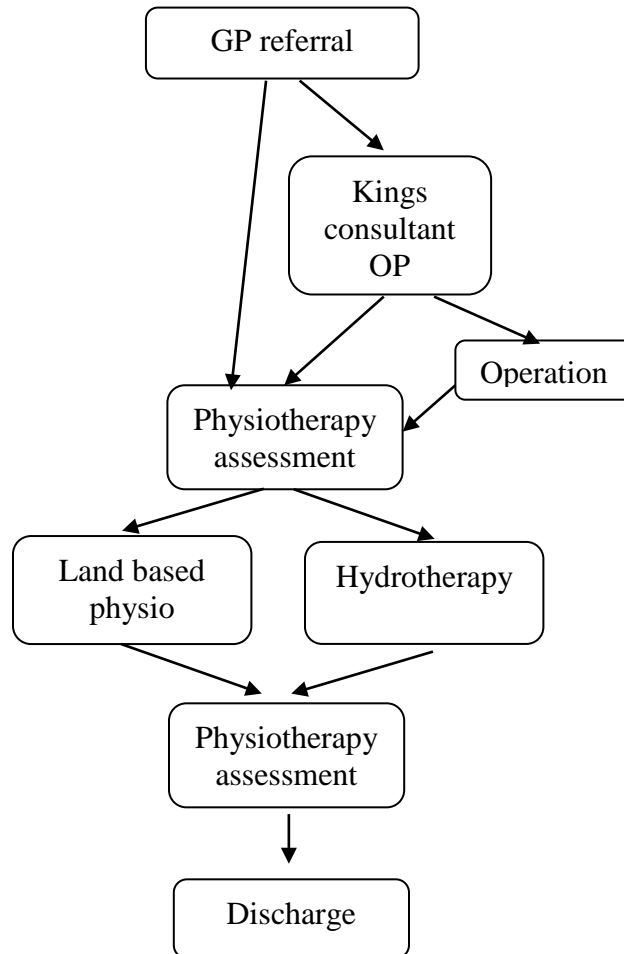 GP referral
Kings
consultant
OP
Operation
Physiotherapy
assessment
Land based
physio
Hydrotherapy
Physiotherapy
assessment
Discharge